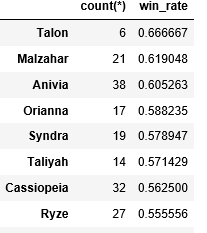 count(*) win_rate
Talon 6 0.666667
Malzahar 21 0.619048
Anivia 38 0.605263
Orianna 17 0.588235
Syndra 19 0.578947
Taliyah 14 0.571429
Cassiopeia 32 0.562500
Ryze 27 0.555556